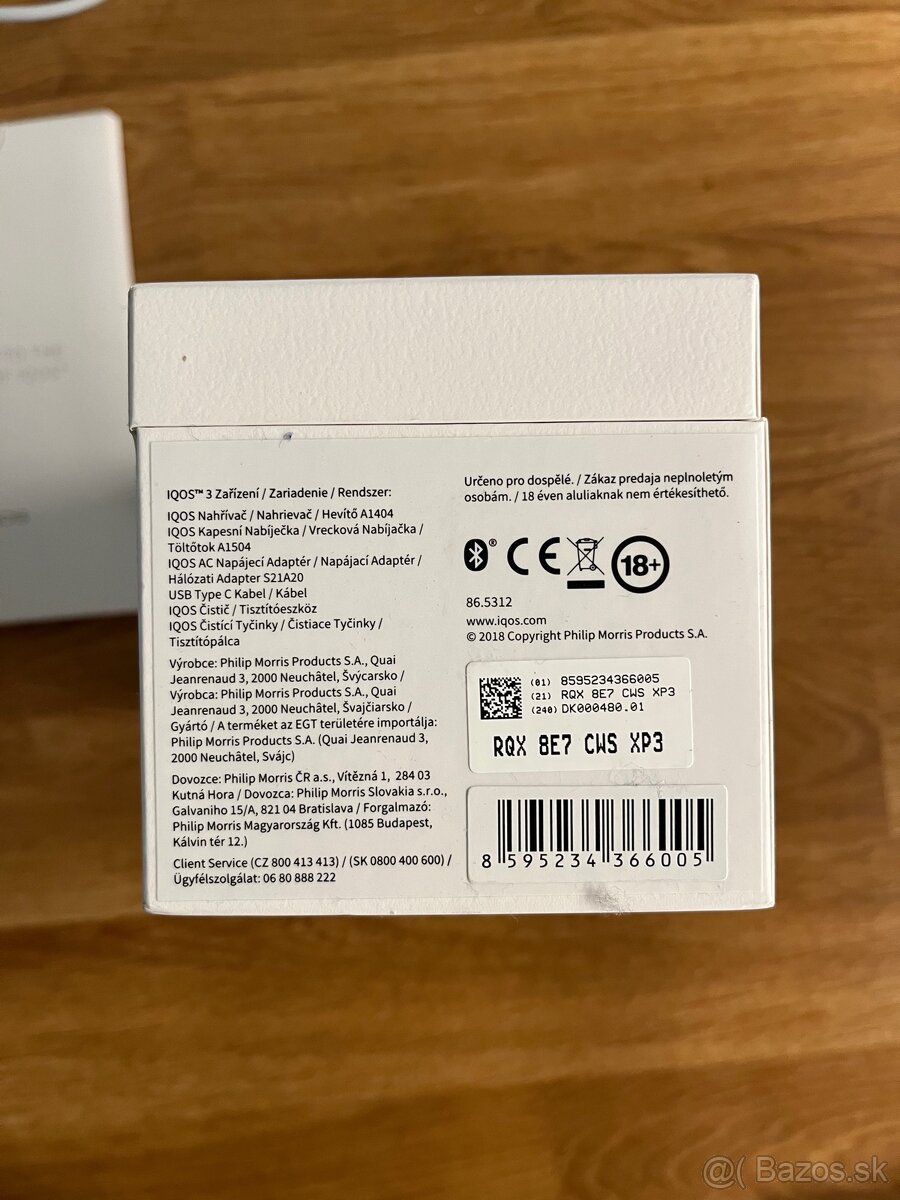 IQOS™ 3 Zařízení / Zariadenie / Rendszer:
IQOS Nahřívač / Nahrievač / Hevítő A1404
IQOS Kapesní Nabíječka / Vrecková Nabíjačka /
Töltőtok A1504
IQOS AC Napájecí Adaptér / Napájací Adaptér /
Hálózati Adapter S21A20
USB Type C Kabel / Kábel
IQOS Čistič / Tisztítóeszköz
IQOS Čistící Tyčinky / Čistiace Tyčinky /
Tisztítópálca
Výrobce: Philip Morris Products S.A., Quai
Jeanrenaud 3, 2000 Neuchâtel, Švýcarsko /
Výrobca: Philip Morris Products S.A., Quai
Jeanrenaud 3, 2000 Neuchâtel, Švajčiarsko /
Gyártó / A terméket az EGT területére importálja:
Philip Morris Products S.A. (Quai Jeanrenaud 3,
2000 Neuchâtel, Svájc)
Dovozce: Philip Morris ČR a.s., Vítězná 1, 284 03
Kutná Hora / Dovozca: Philip Morris Slovakia s.r.o.,
Galvaniho 15/A, 821 04 Bratislava / Forgalmazó:
Philip Morris Magyarország Kft. (1085 Budapest,
Kálvin tér 12.)
Client Service (CZ 800 413 413) / (SK 0800 400 600) /
Ügyfélszolgálat: 06 80 888 222
Určeno pro dospělé. / Zákaz predaja neplnoletým
osobám. / 18 éven aluliaknak nem értékesíthető.
® CE 18+
86.5312
www.iqos.com
© 2018 Copyright Philip Morris Products S.A.
(01) 8595234366005
(21) RQX 8E7 CWS XP3
(240) DK000480.01
RQX 8E7 CWS XP3
8 595234 366005
@( Bazos.sk